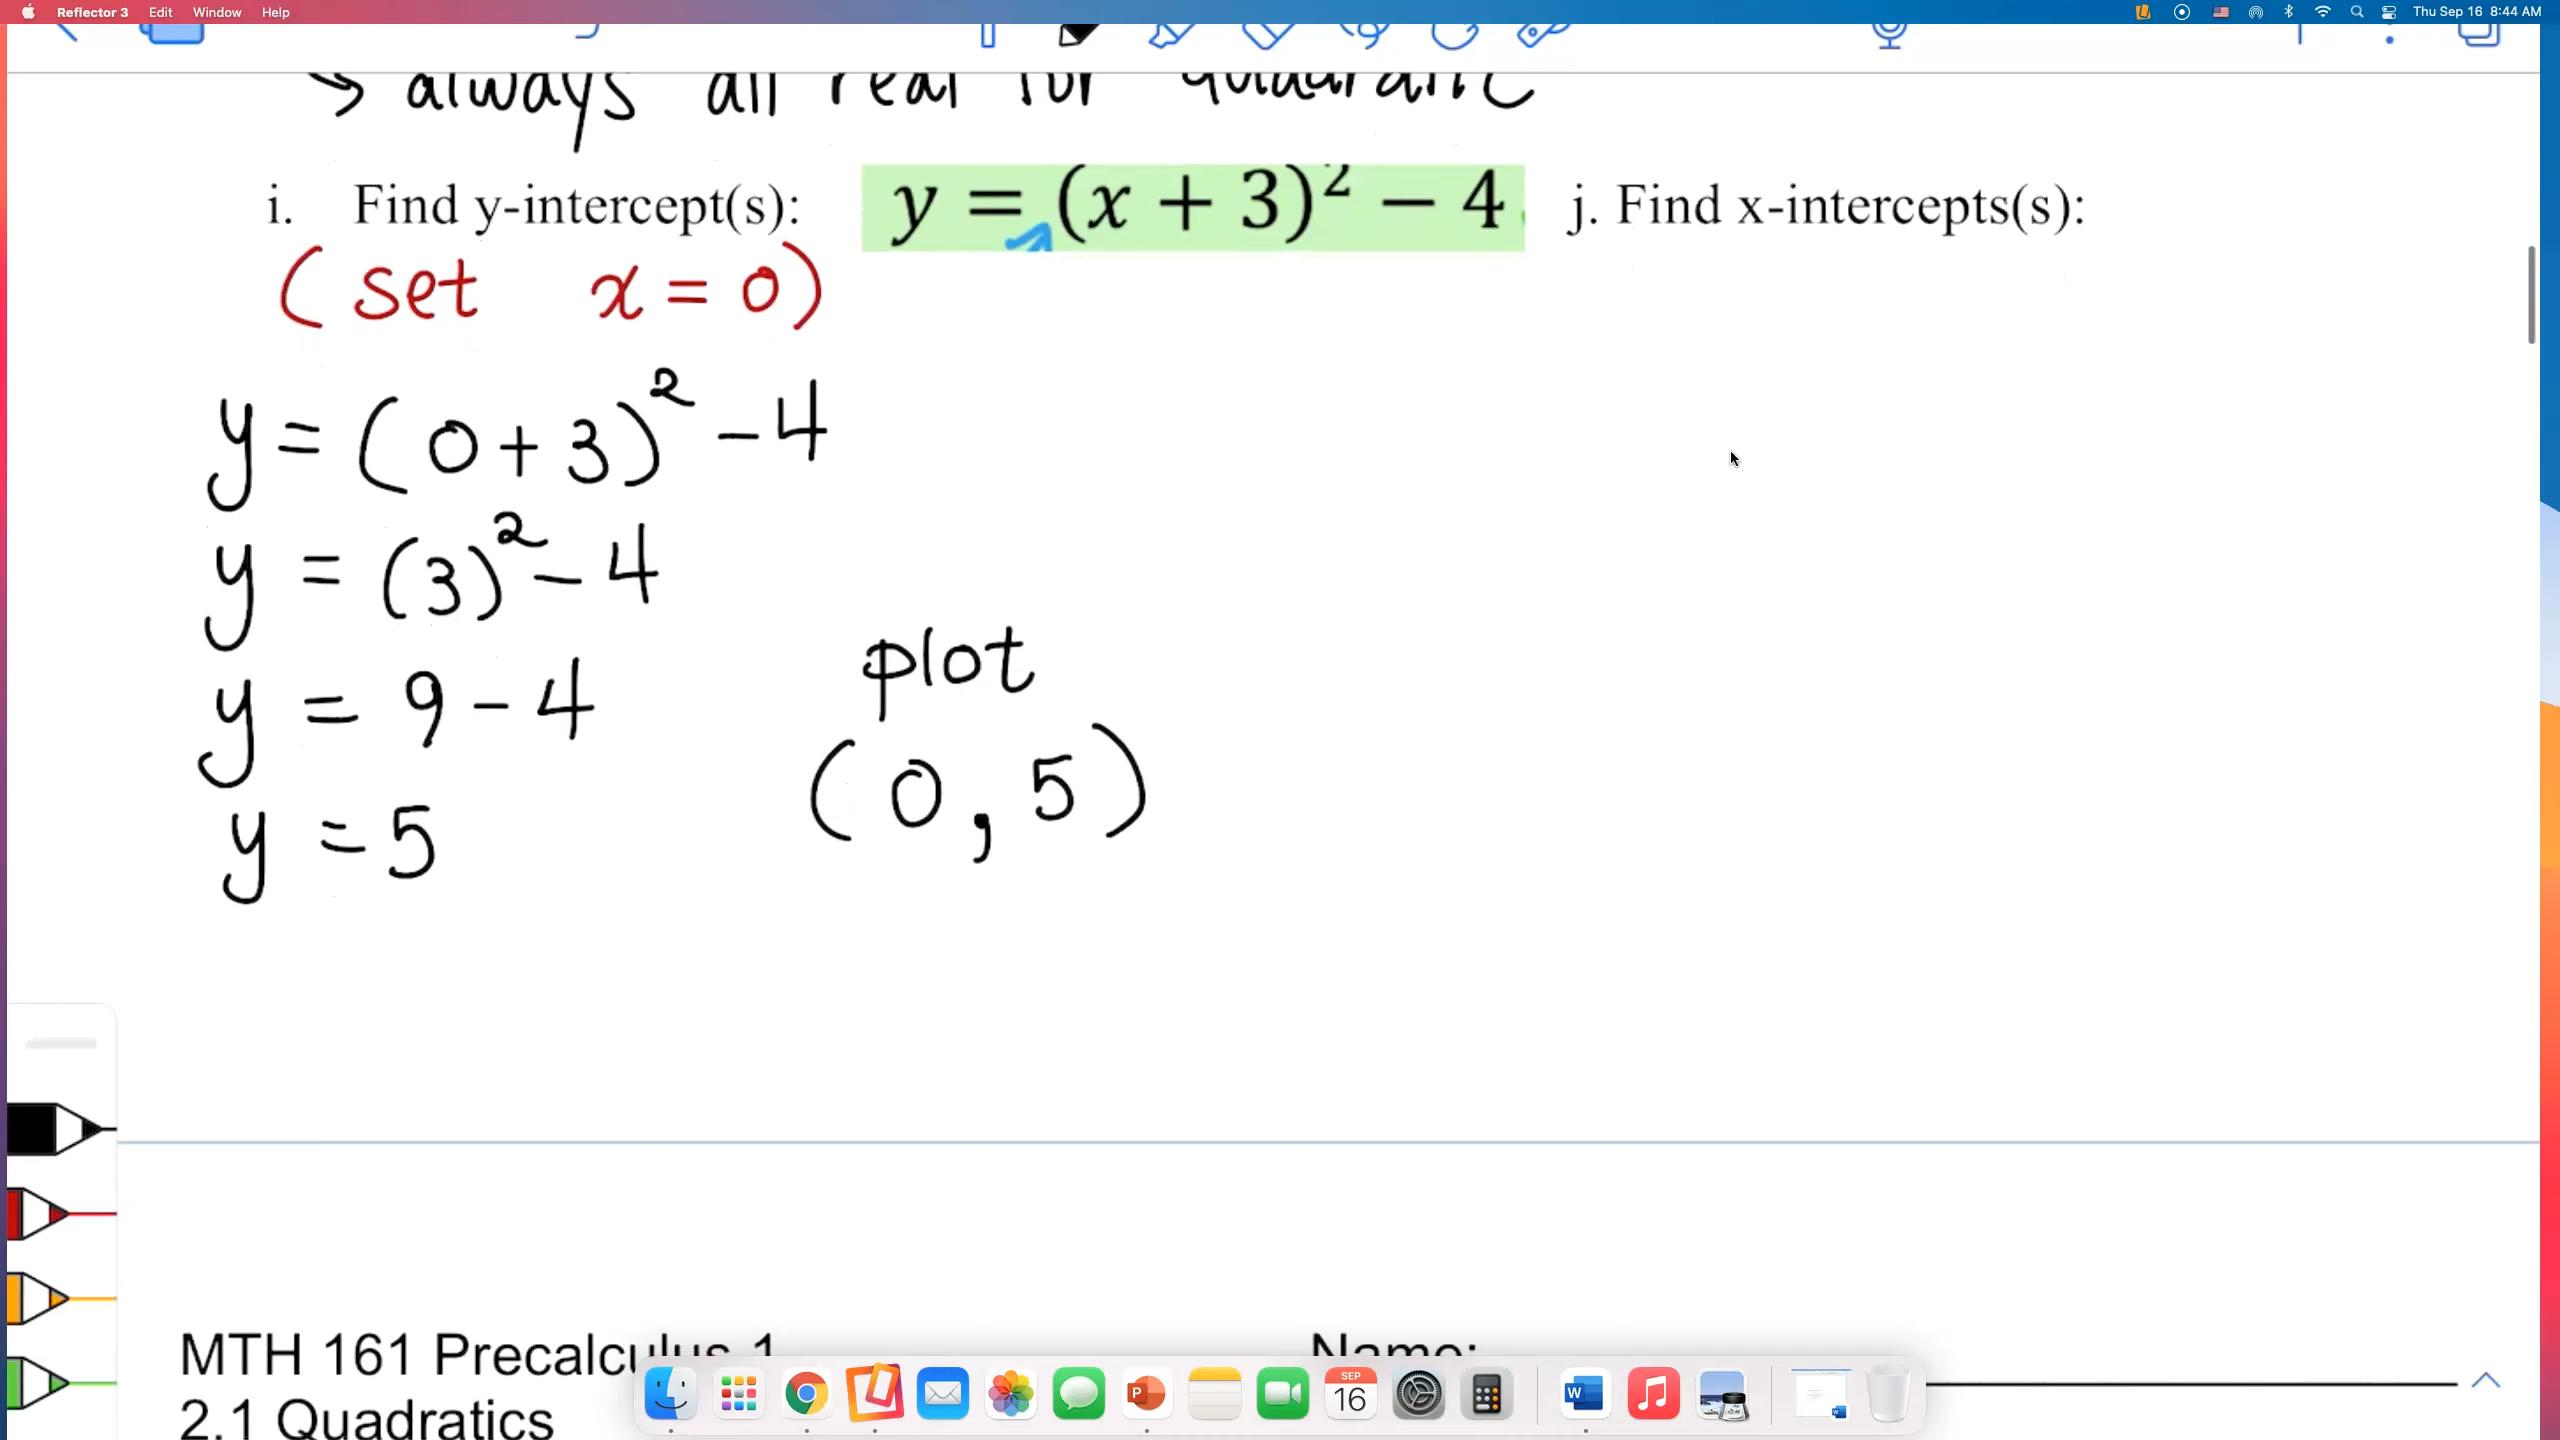 Reflector 3 Edit Window Help Thu Sep 16 8:44 AM
always all real for quadratic
i. Find y-intercept(s): y = (x + 3)² − 4 j. Find x-intercepts(s):
(set x = 0)
y = (0 + 3)² − 4
y = (3)² − 4
y = 9 − 4
y = 5
plot
(0, 5)
MTH 161 Precalculus 1 Name:
2.1 Quadratics
SEP
16
P
W